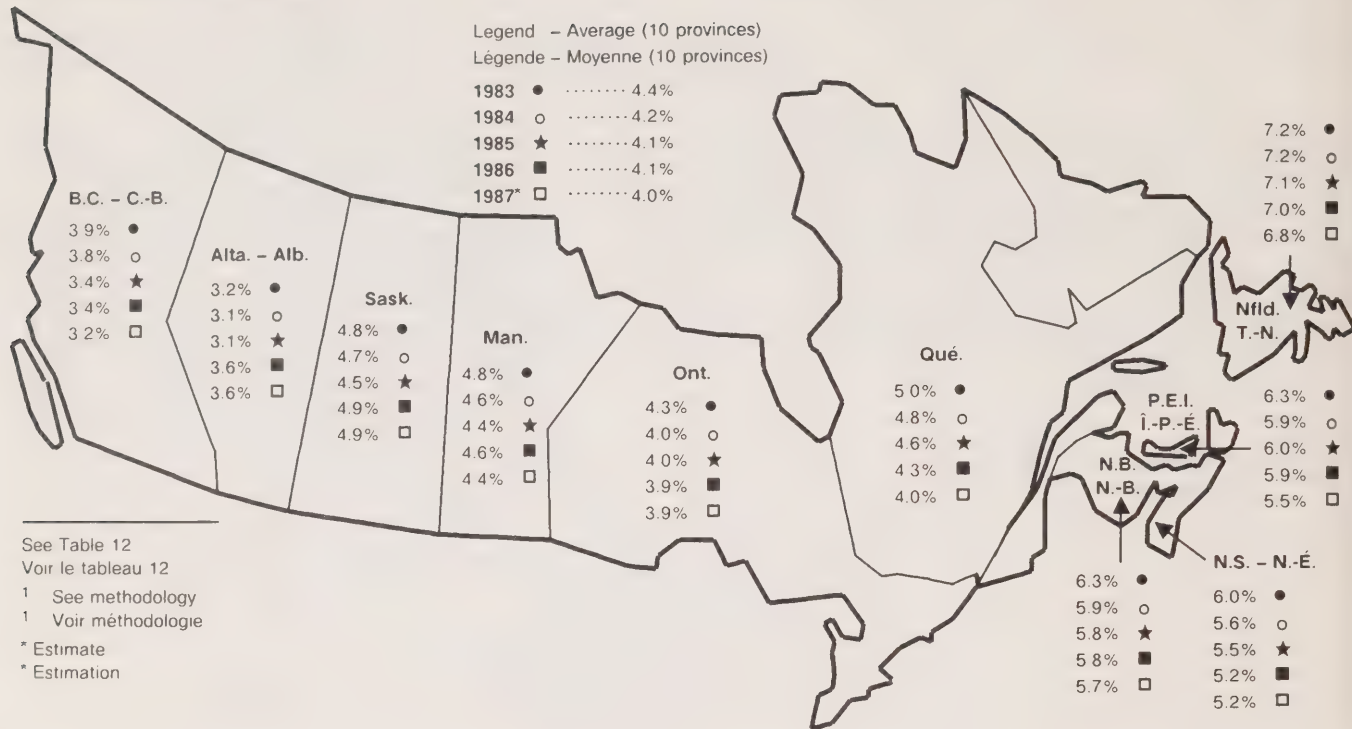 Legend – Average (10 provinces)
Légende – Moyenne (10 provinces)
1983 ● ········ 4.4%
1984 ○ ········ 4.2%
1985 ★ ········ 4.1%
1986 ■ ········ 4.1%
1987* □ ········ 4.0%
B.C. – C.-B.
3 9% ●
3.8% ○
3.4% ★
3 4% ■
3 2% □
Alta. – Alb.
3.2% ●
3.1% ○
3.1% ★
3.6% ■
3.6% □
Sask.
4.8% ●
4.7% ○
4.5% ★
4.9% ■
4.9% □
Man.
4.8% ●
4 6% ○
4 4% ★
4.6% ■
4 4% □
Ont.
4.3% ●
4.0% ○
4 0% ★
3.9% ■
3.9% □
Qué.
5 0% ●
4.8% ○
4.6% ★
4 3% ■
4.0% □
7.2% ●
7.2% ○
7.1% ★
7.0% ■
6.8% □
Nfld.
T.-N.
P.E.I.
Î.-P.-É.
6.3% ●
5.9% ○
6.0% ★
5.9% ■
5.5% □
N.B.
N.-B.
6.3% ●
5.9% ○
5.8% ★
5 8% ■
5.7% □
N.S. – N.-É.
6.0% ●
5.6% ○
5.5% ★
5.2% ■
5.2% □
See Table 12
Voir le tableau 12
1 See methodology
1 Voir méthodologie
* Estimate
* Estimation